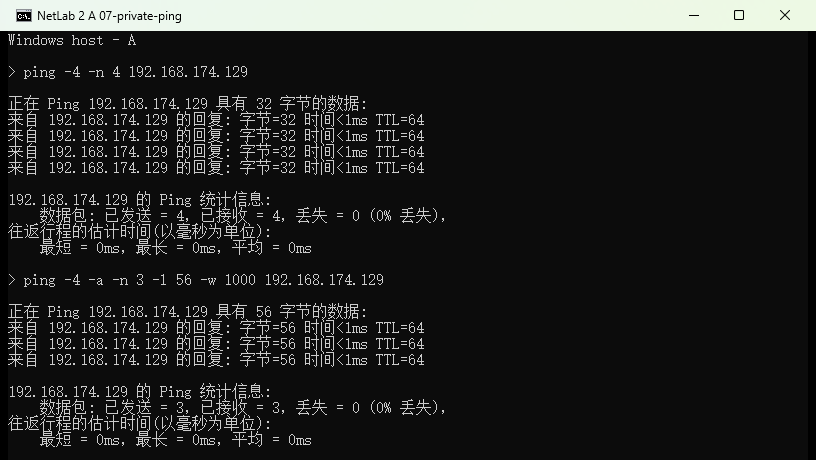 NetLab 2 A 07-private-ping
Windows host - A
> ping -4 -n 4 192.168.174.129
正在 Ping 192.168.174.129 具有 32 字节的数据:
来自 192.168.174.129 的回复: 字节=32 时间<1ms TTL=64
来自 192.168.174.129 的回复: 字节=32 时间<1ms TTL=64
来自 192.168.174.129 的回复: 字节=32 时间<1ms TTL=64
来自 192.168.174.129 的回复: 字节=32 时间<1ms TTL=64
192.168.174.129 的 Ping 统计信息:
数据包: 已发送 = 4, 已接收 = 4, 丢失 = 0 (0% 丢失),
往返行程的估计时间(以毫秒为单位):
最短 = 0ms, 最长 = 0ms, 平均 = 0ms
> ping -4 -a -n 3 -l 56 -w 1000 192.168.174.129
正在 Ping 192.168.174.129 具有 56 字节的数据:
来自 192.168.174.129 的回复: 字节=56 时间<1ms TTL=64
来自 192.168.174.129 的回复: 字节=56 时间<1ms TTL=64
来自 192.168.174.129 的回复: 字节=56 时间<1ms TTL=64
192.168.174.129 的 Ping 统计信息:
数据包: 已发送 = 3, 已接收 = 3, 丢失 = 0 (0% 丢失),
往返行程的估计时间(以毫秒为单位):
最短 = 0ms, 最长 = 0ms, 平均 = 0ms